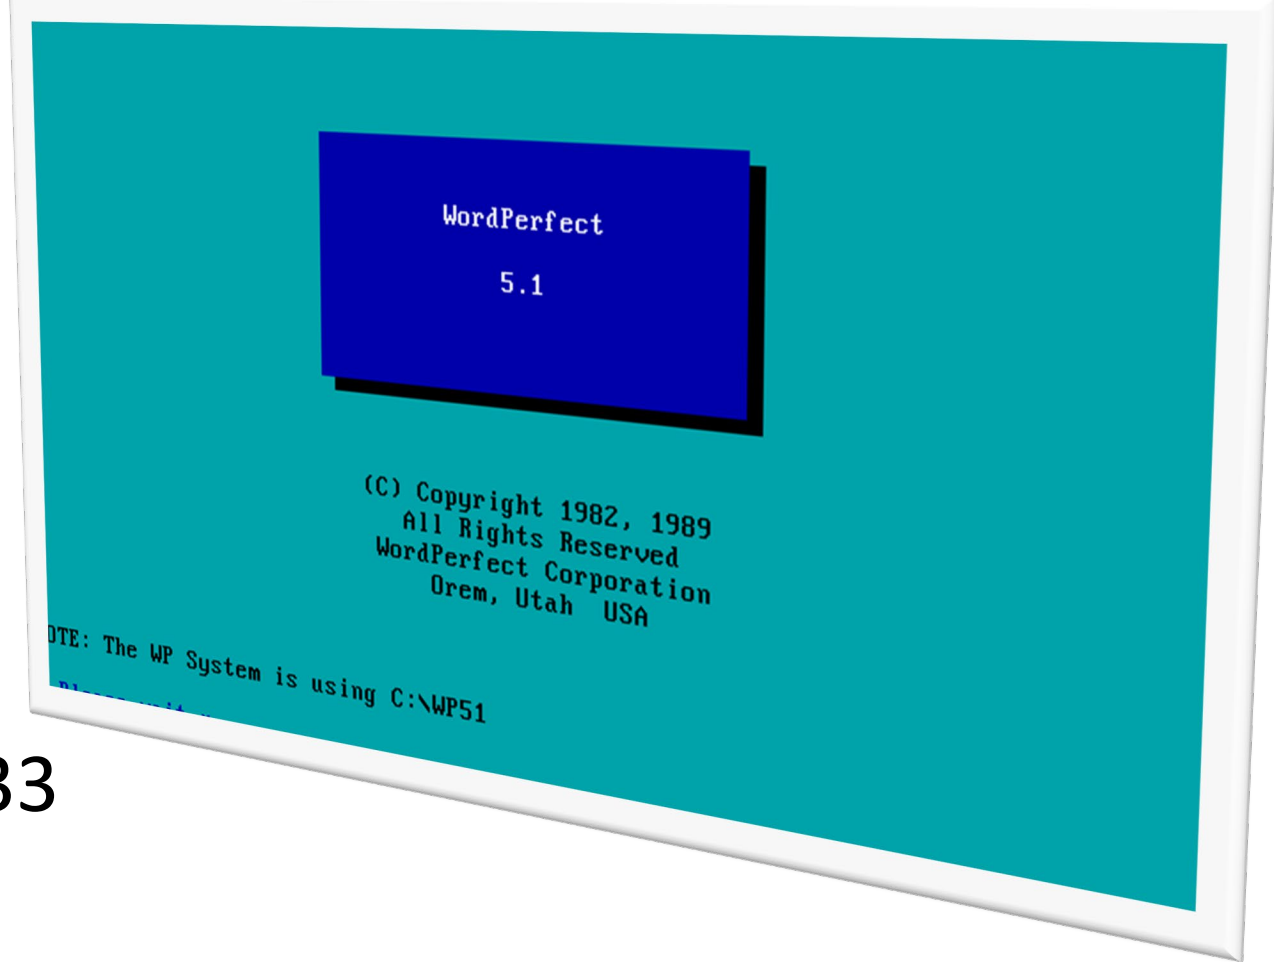 WordPerfect
5.1
(C) Copyright 1982, 1989
All Rights Reserved
WordPerfect Corporation
Orem, Utah  USA
OTE: The WP System is using C:\WP51
33